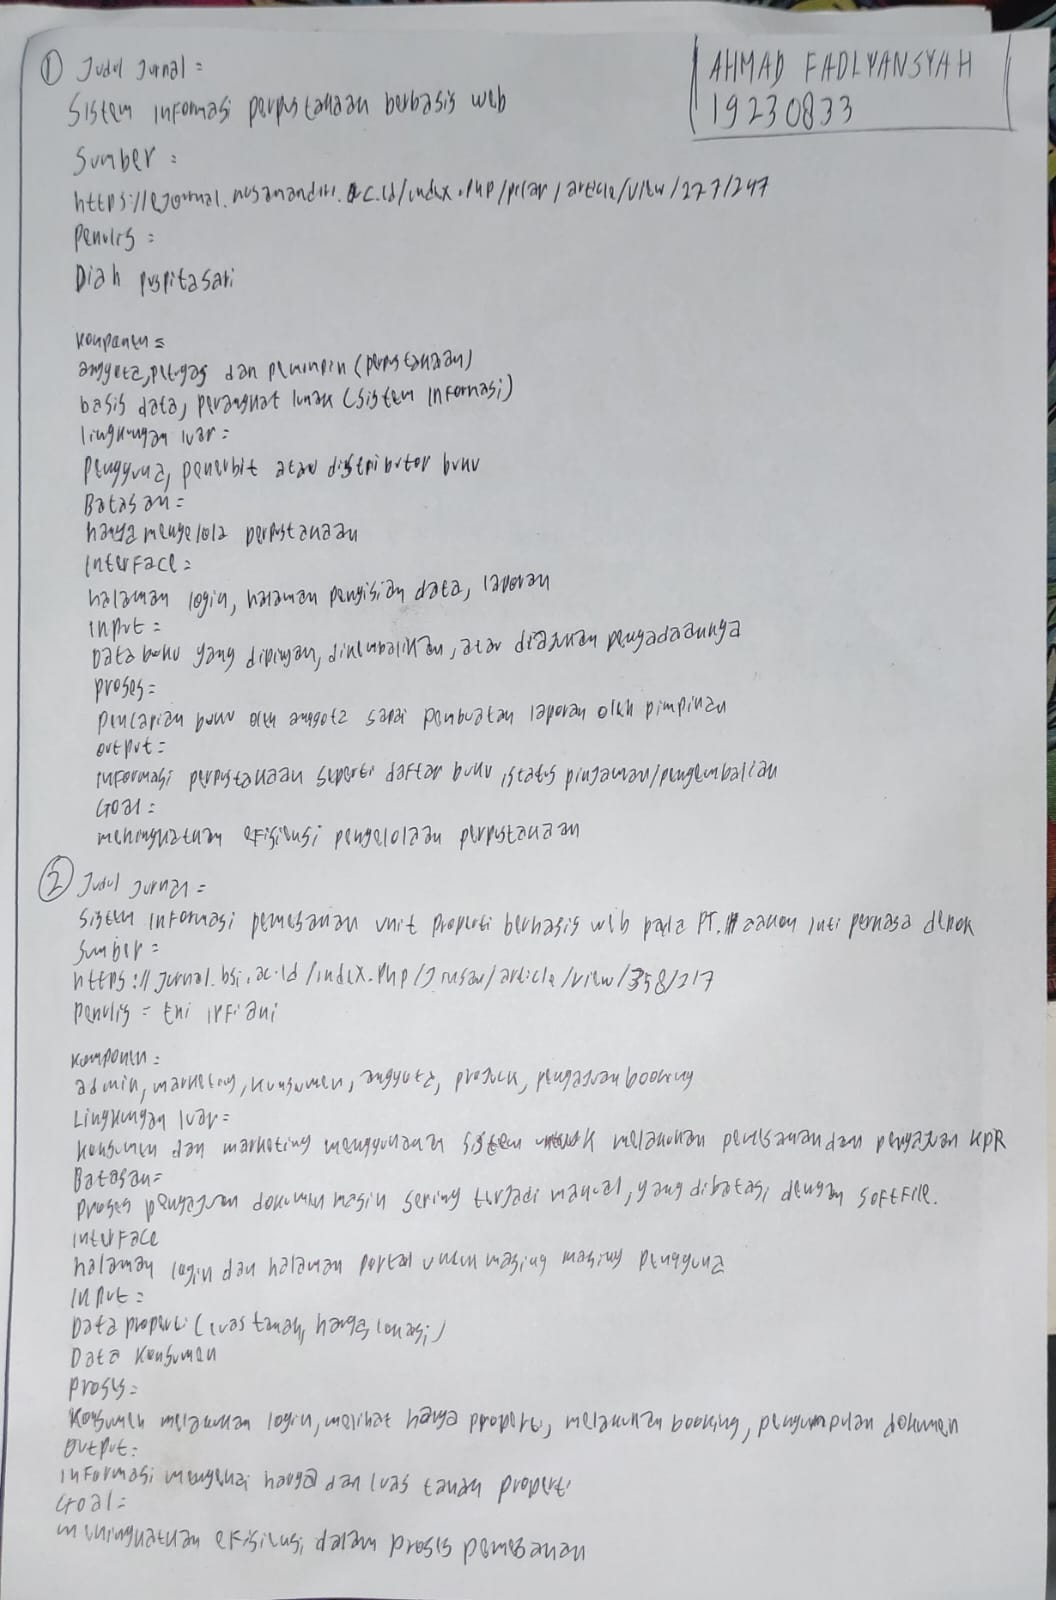 AHMAD FADLYANSYAH
19230833
① Judul Jurnal =
Sistem Informasi perpustakaan berbasis web
Sumber :
https://ejournal.nusamandiri.ac.id/index.php/pilar/article/view/227/247
Penulis =
Diah puspitasari
Komponen =
anggota, petugas dan pemimpin (perpustakaan)
basis data, perangkat lunak (sistem informasi)
lingkungan luar =
pengguna, penerbit atau distributor buku
Batasan =
hanya mengelola perpustakaan
Interface =
halaman login, halaman pengisian data, laporan
Input =
Data buku yang dipinjam, dikembalikan, atau diajukan pengadaannya
proses =
pencarian buku oleh anggota sapai pembuatan laporan oleh pimpinan
output =
informasi perpustakaan seperti daftar buku, status pinjaman/pengembalian
Goal =
meningkatkan efisiensi pengelolaan perpustakaan
② Judul Jurnal =
Sistem Informasi pemesanan unit properti berbasis web pada PT. inti permasa depok
Sumber =
https://jurnal.bsi.ac.id/index.php/ /article/view/358/217
Penulis = Eni irfiani
Komponen =
admin, marketing, konsumen, anggota, produk, pengajuan booking
Lingkungan luar =
konsumen dan marketing menggunakan sistem untuk melakukan pemesanan dan pengajuan KPR
Batasan =
Proses pengajuan dokumen masih sering terjadi manual, yang dibatasi dengan softfile.
Interface
halaman login dan halaman portal untuk masing masing pengguna
Input =
Data properti (luas tanah, harga, lokasi)
Data Konsumen
Proses =
Konsumen melakukan login, melihat harga properti, melakukan booking, pengumpulan dokumen
Output =
Informasi mengenai harga dan luas tanah properti
Goal =
meningkatkan efisiensi dalam proses pemesanan